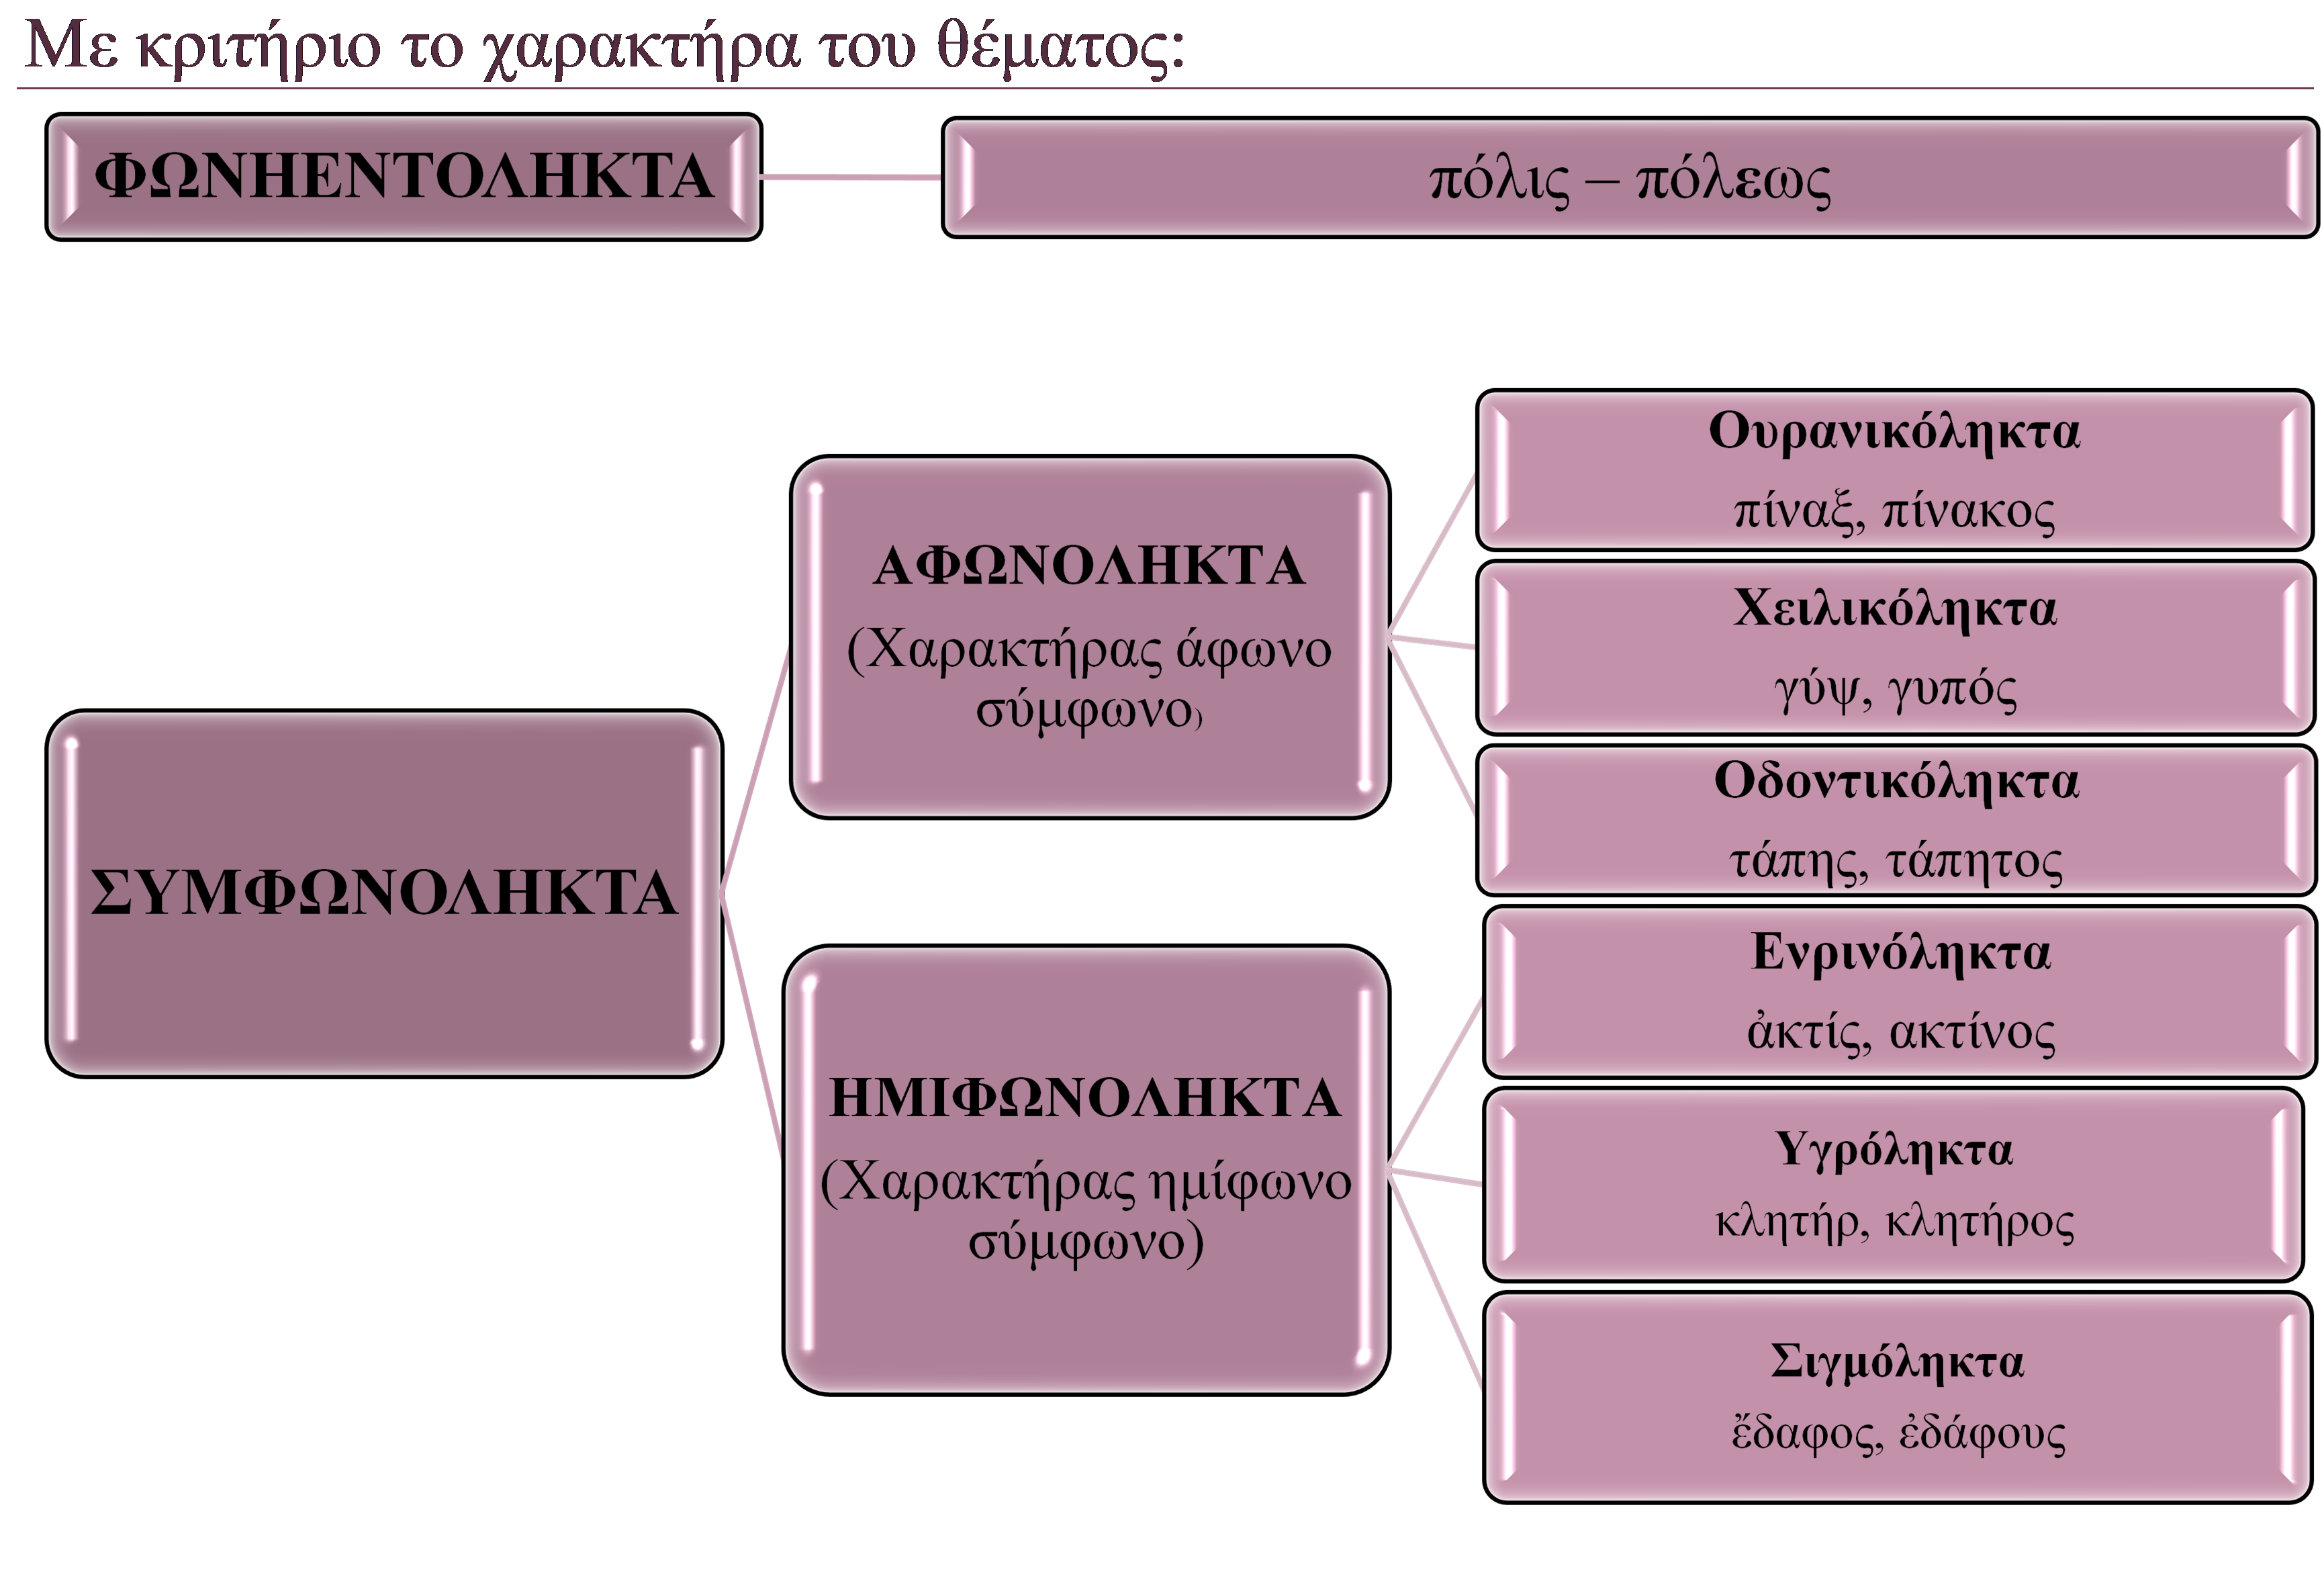 Με κριτήριο το χαρακτήρα του θέματος:
ΦΩΝΗΕΝΤΟΛΗΚΤΑ
πόλις – πόλεως
ΣΥΜΦΩΝΟΛΗΚΤΑ
ΑΦΩΝΟΛΗΚΤΑ
(Χαρακτήρας άφωνο
σύμφωνο)
Ουρανικόληκτα
πίναξ, πίνακος
Χειλικόληκτα
γύψ, γυπός
Οδοντικόληκτα
τάπης, τάπητος
ΗΜΙΦΩΝΟΛΗΚΤΑ
(Χαρακτήρας ημίφωνο
σύμφωνο)
Ενρινόληκτα
ἀκτίς, ακτίνος
Υγρόληκτα
κλητήρ, κλητήρος
Σιγμόληκτα
ἔδαφος, ἐδάφους